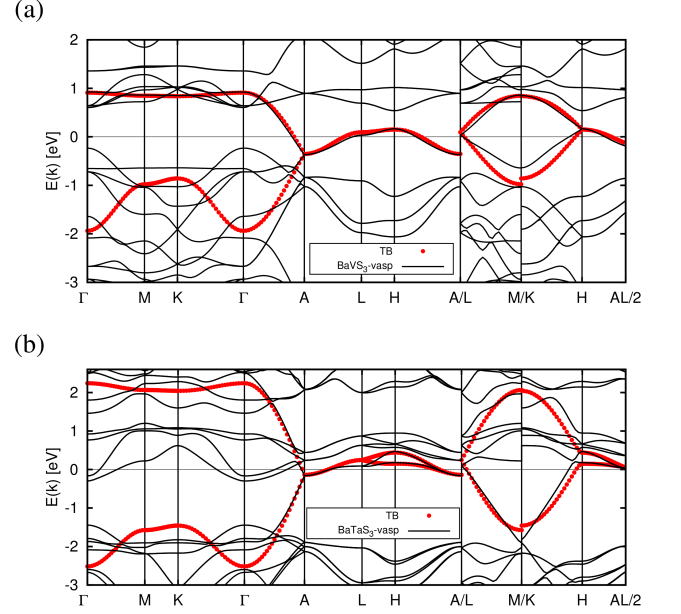 (a)
2
1
0
-1
-2
-3
E(k) [eV]
TB
BaVS3-vasp
Γ M K Γ A L H A/L M/K H AL/2
(b)
2
1
0
-1
-2
-3
E(k) [eV]
TB
BaTaS3-vasp
Γ M K Γ A L H A/L M/K H AL/2